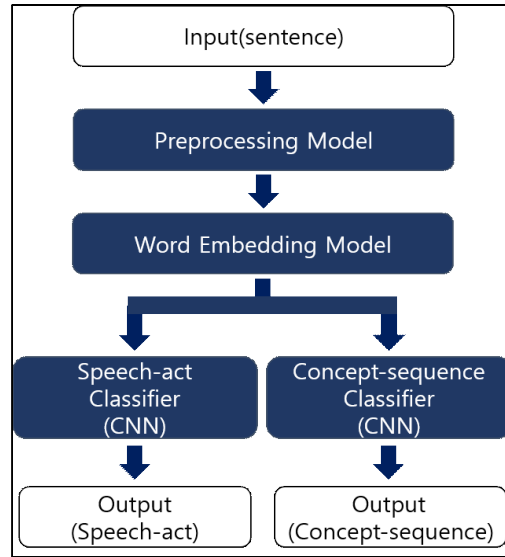 Input(sentence)
Preprocessing Model
Word Embedding Model
Speech-act
Classifier
(CNN)
Concept-sequence
Classifier
(CNN)
Output
(Speech-act)
Output
(Concept-sequence)